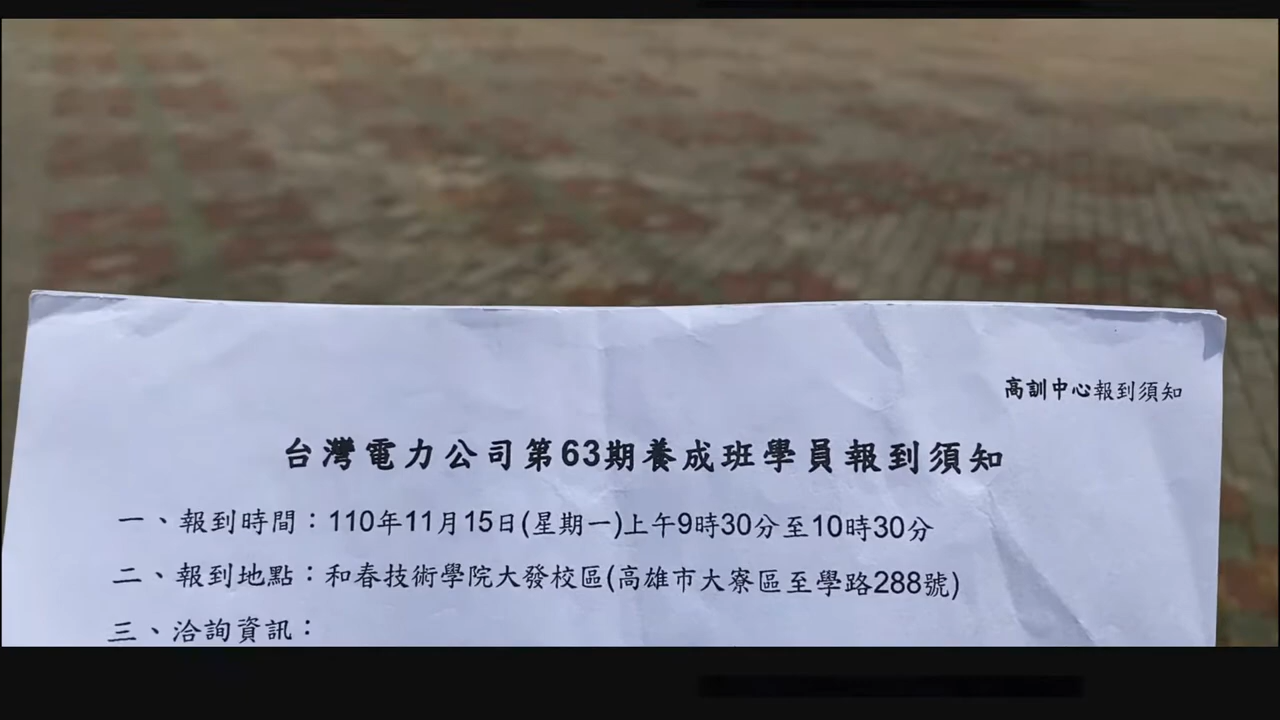 高訓中心報到須知
台灣電力公司第63期養成班學員報到須知
一、報到時間：110年11月15日(星期一)上午9時30分至10時30分
二、報到地點：和春技術學院大發校區(高雄市大寮區至學路288號)
三、洽詢資訊：